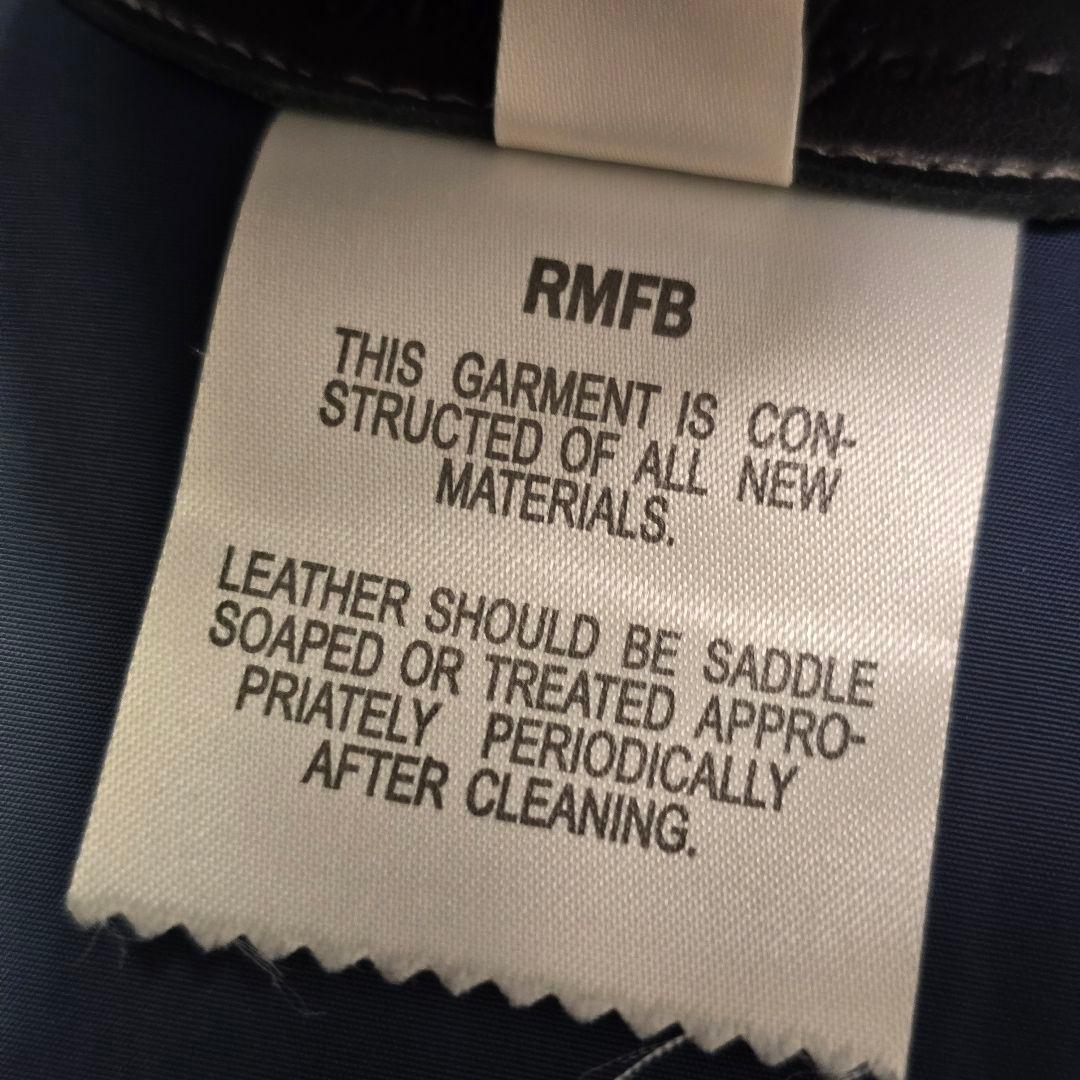 RMFB
THIS GARMENT IS CON-
STRUCTED OF ALL NEW
MATERIALS.
LEATHER SHOULD BE SADDLE
SOAPED OR TREATED APPRO-
PRIATELY PERIODICALLY
AFTER CLEANING.